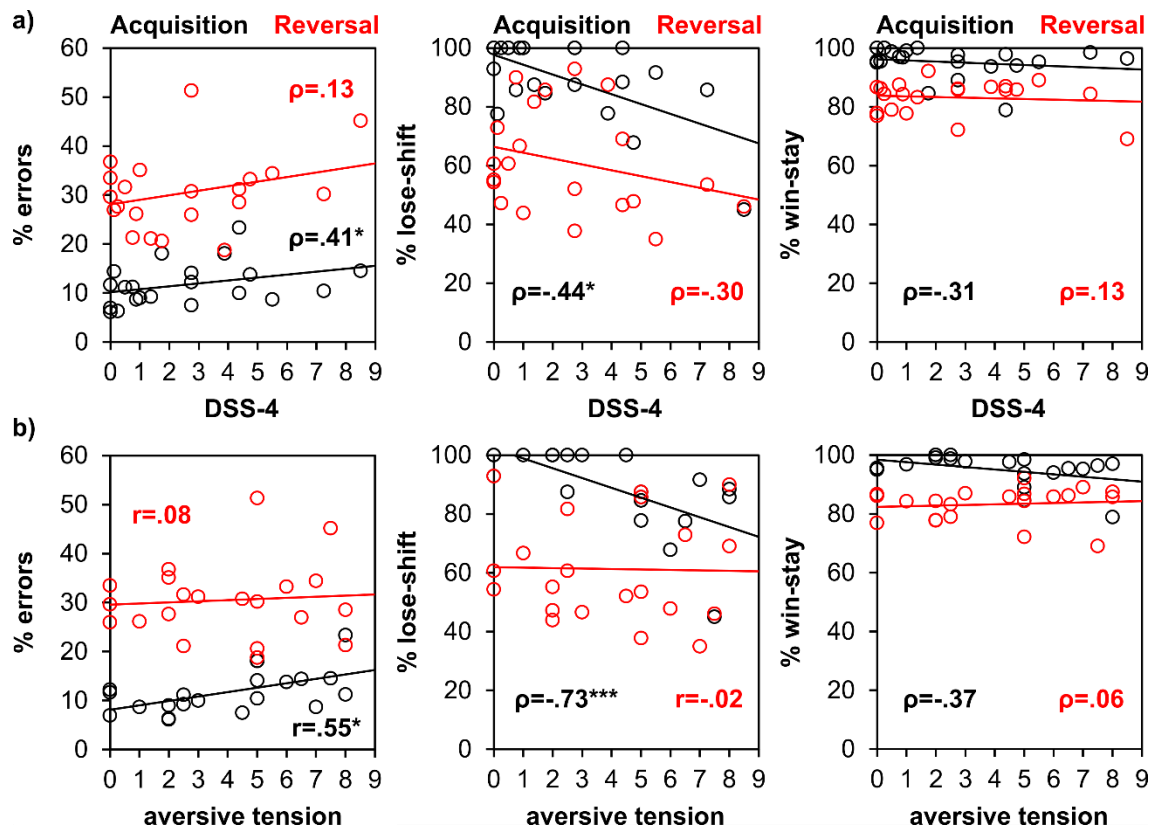 a)
Acquisition Reversal
% errors
60
50
40
30
20
10
0
ρ=.13
ρ=.41*
0 1 2 3 4 5 6 7 8 9
DSS-4
Acquisition Reversal
% lose-shift
100
80
60
40
20
0
ρ=-.44* ρ=-.30
0 1 2 3 4 5 6 7 8 9
DSS-4
Acquisition Reversal
% win-stay
100
80
60
40
20
0
ρ=-.31 ρ=.13
0 1 2 3 4 5 6 7 8 9
DSS-4
b)
% errors
60
50
40
30
20
10
0
r=.08
r=.55*
0 1 2 3 4 5 6 7 8 9
aversive tension
% lose-shift
100
80
60
40
20
0
ρ=-.73*** r=-.02
0 1 2 3 4 5 6 7 8 9
aversive tension
% win-stay
100
80
60
40
20
0
ρ=-.37 ρ=.06
0 1 2 3 4 5 6 7 8 9
aversive tension